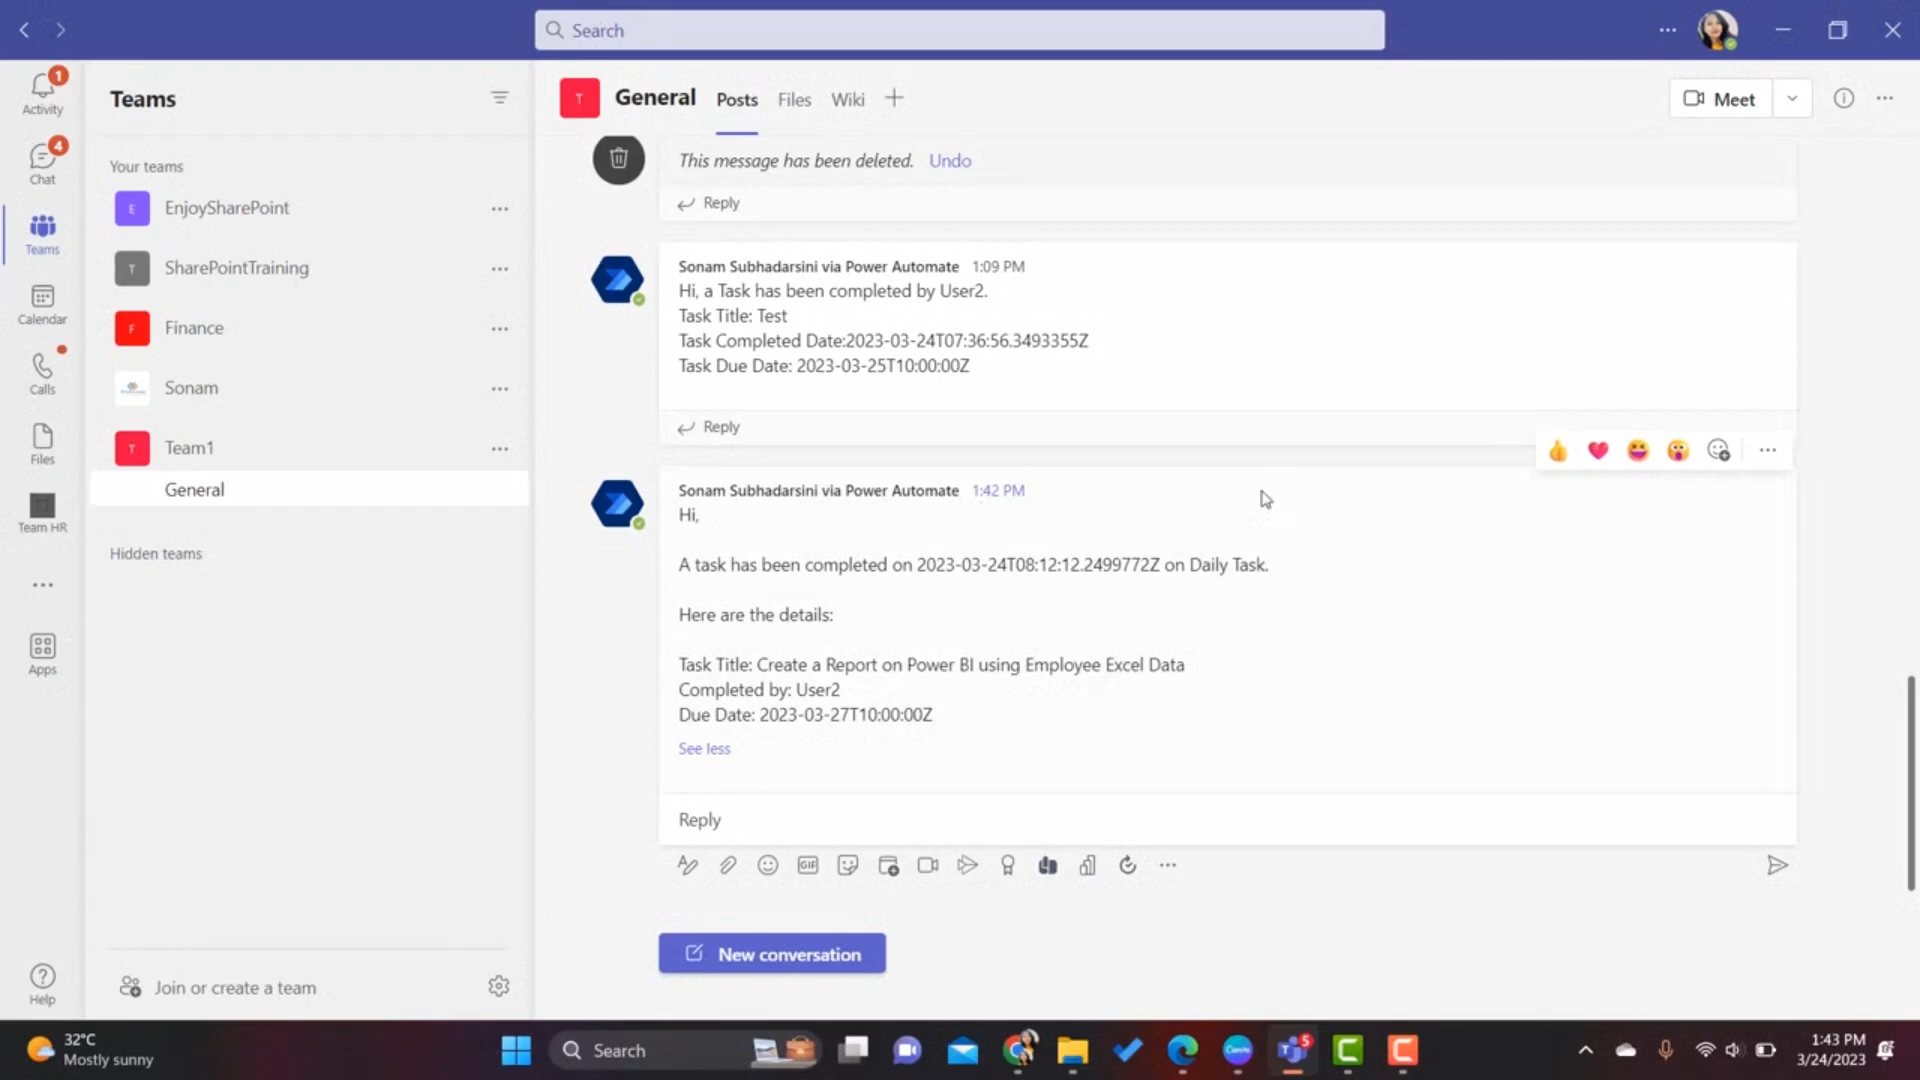 Search
1
Activity
4
Chat
Teams
Calendar
Calls
Files
Team HR
Apps
Help
Teams
Your teams
E EnjoySharePoint
T SharePointTraining
F Finance
Sonam
T Team1
General
Hidden teams
Join or create a team
T General Posts Files Wiki
Meet
This message has been deleted. Undo
Reply
Sonam Subhadarsini via Power Automate 1:09 PM
Hi, a Task has been completed by User2.
Task Title: Test
Task Completed Date:2023-03-24T07:36:56.3493355Z
Task Due Date: 2023-03-25T10:00:00Z
Reply
Sonam Subhadarsini via Power Automate 1:42 PM
Hi,
A task has been completed on 2023-03-24T08:12:12.2499772Z on Daily Task.
Here are the details:
Task Title: Create a Report on Power BI using Employee Excel Data
Completed by: User2
Due Date: 2023-03-27T10:00:00Z
See less
Reply
GIF
New conversation
32°C
Mostly sunny
Search
Canva
5
1:43 PM
3/24/2023